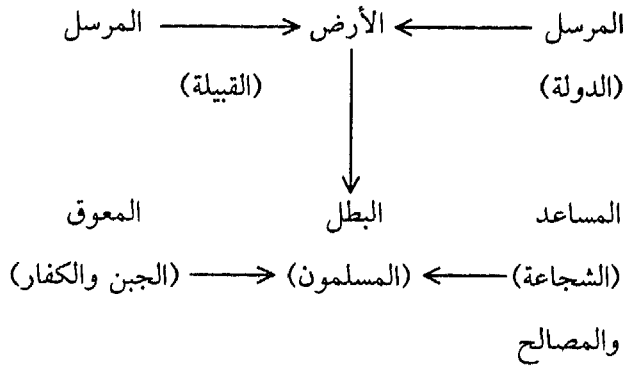 المرسل الأرض المرسل
(الدولة) (القبيلة)
المساعد البطل المعوق
(الشجاعة) (المسلمون) (الجبن والكفار)
والمصالح